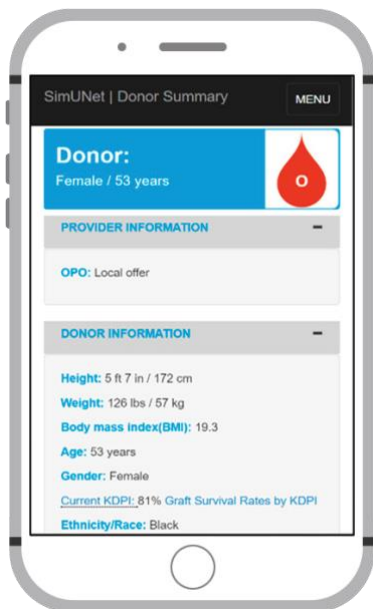 SimUNet | Donor Summary
MENU
Donor:
Female / 53 years
O
PROVIDER INFORMATION
OPO: Local offer
DONOR INFORMATION
Height: 5 ft 7 in / 172 cm
Weight: 126 lbs / 57 kg
Body mass index(BMI): 19.3
Age: 53 years
Gender: Female
Current KDPI: 81% Graft Survival Rates by KDPI
Ethnicity/Race: Black